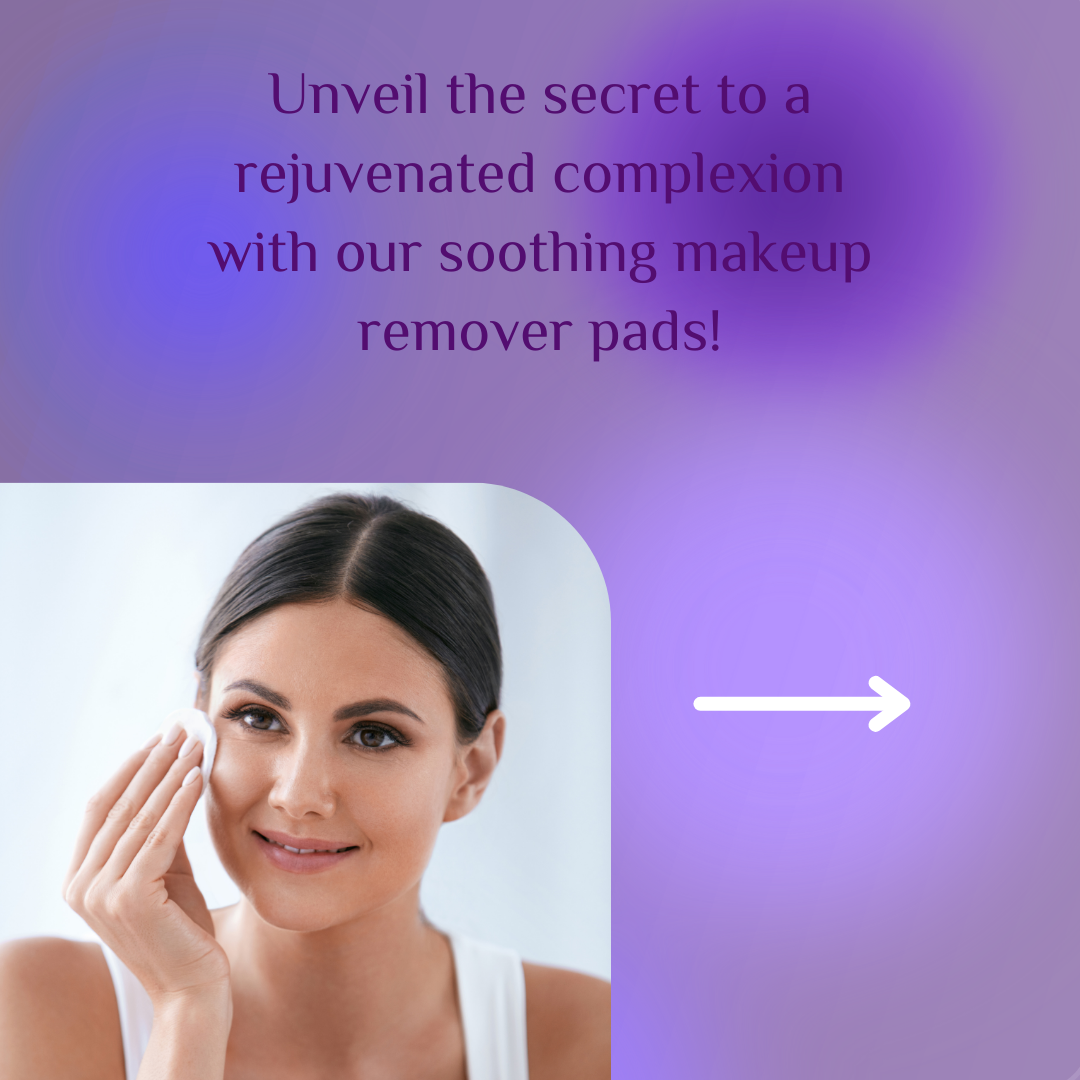 Unveil the secret to a
rejuvenated complexion
with our soothing makeup
remover pads!